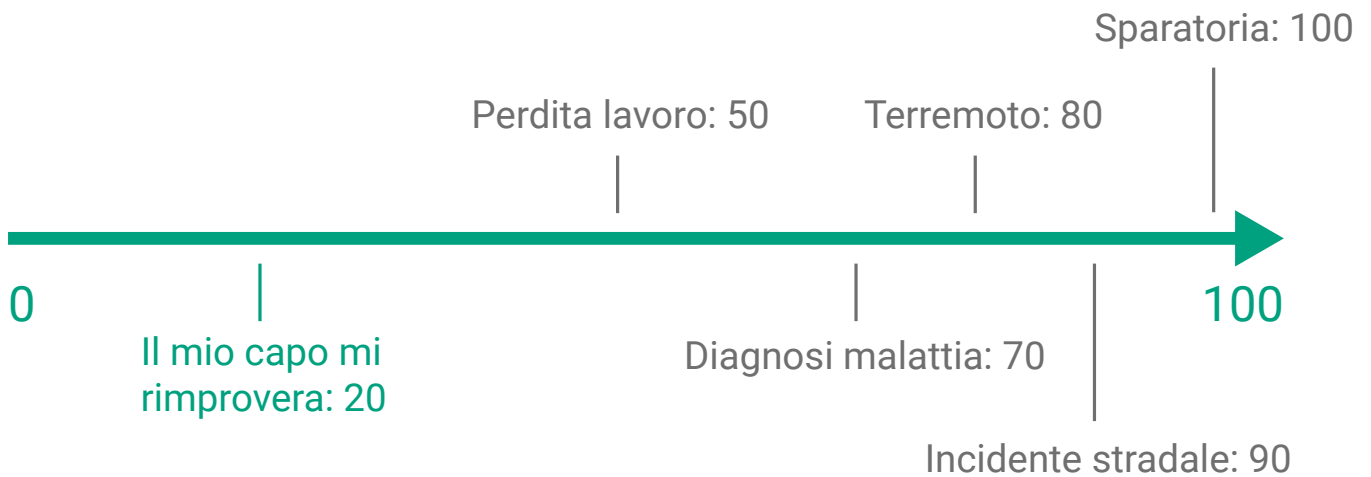 Sparatoria: 100
Perdita lavoro: 50
Terremoto: 80
0
100
Il mio capo mi
rimprovera: 20
Diagnosi malattia: 70
Incidente stradale: 90